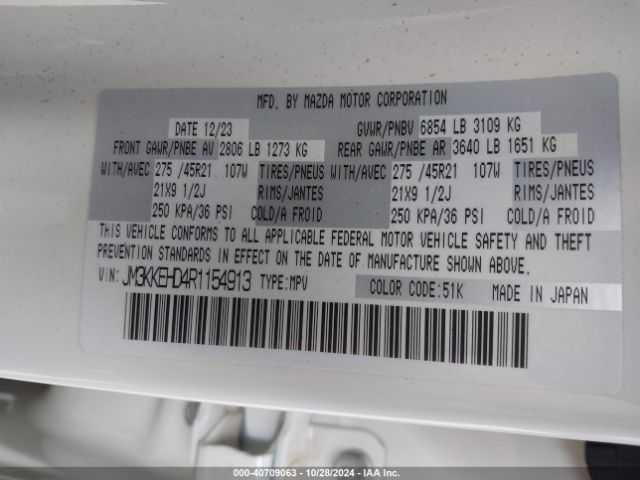 MFD. BY MAZDA MOTOR CORPORATION
DATE 12/23 GVWR/PNBV 6854 LB 3109 KG
FRONT GAWR/PNBE AV 2806 LB 1273 KG REAR GAWR/PNBE AR 3640 LB 1651 KG
WITH/AVEC 275 /45R21 107W TIRES/PNEUS WITH/AVEC 275 /45R21 107W TIRES/PNEUS
21X9 1/2J RIMS/JANTES 21X9 1/2J RIMS/JANTES
250 KPA/36 PSI COLD/A FROID 250 KPA/36 PSI COLD/A FROID
THIS VEHICLE CONFORMS TO ALL APPLICABLE FEDERAL MOTOR VEHICLE SAFETY AND THEFT
PREVENTION STANDARDS IN EFFECT ON THE DATE OF MANUFACTURE SHOWN ABOVE.
VIN: JM3KKEHD4R1154913 TYPE:MPV COLOR CODE:51K MADE IN JAPAN
000-40709063 - 10/28/2024 - IAA Inc.